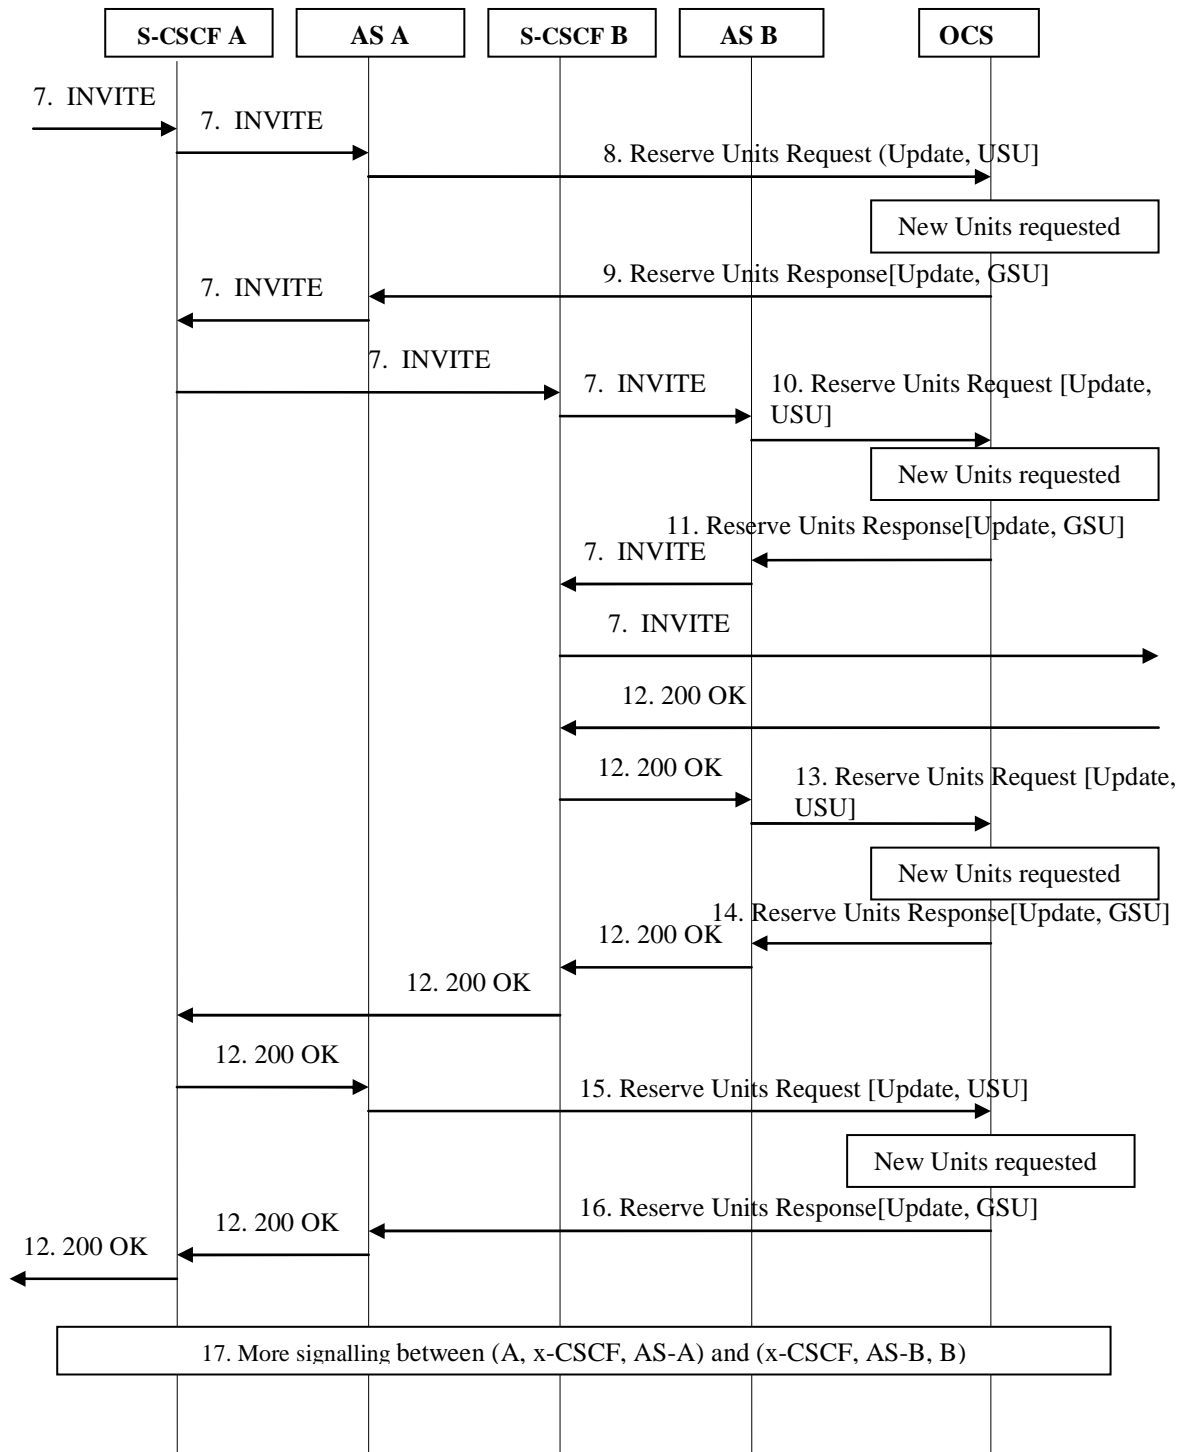 S-CSCF A
AS A
S-CSCF B
AS B
OCS
7. INVITE
7. INVITE
8. Reserve Units Request (Update, USU]
New Units requested
9. Reserve Units Response[Update, GSU]
7. INVITE
7. INVITE
7. INVITE
10. Reserve Units Request [Update,
USU]
New Units requested
11. Reserve Units Response[Update, GSU]
7. INVITE
7. INVITE
12. 200 OK
12. 200 OK
13. Reserve Units Request [Update,
USU]
New Units requested
14. Reserve Units Response[Update, GSU]
12. 200 OK
12. 200 OK
12. 200 OK
15. Reserve Units Request [Update, USU]
New Units requested
16. Reserve Units Response[Update, GSU]
12. 200 OK
12. 200 OK
17. More signalling between (A, x-CSCF, AS-A) and (x-CSCF, AS-B, B)